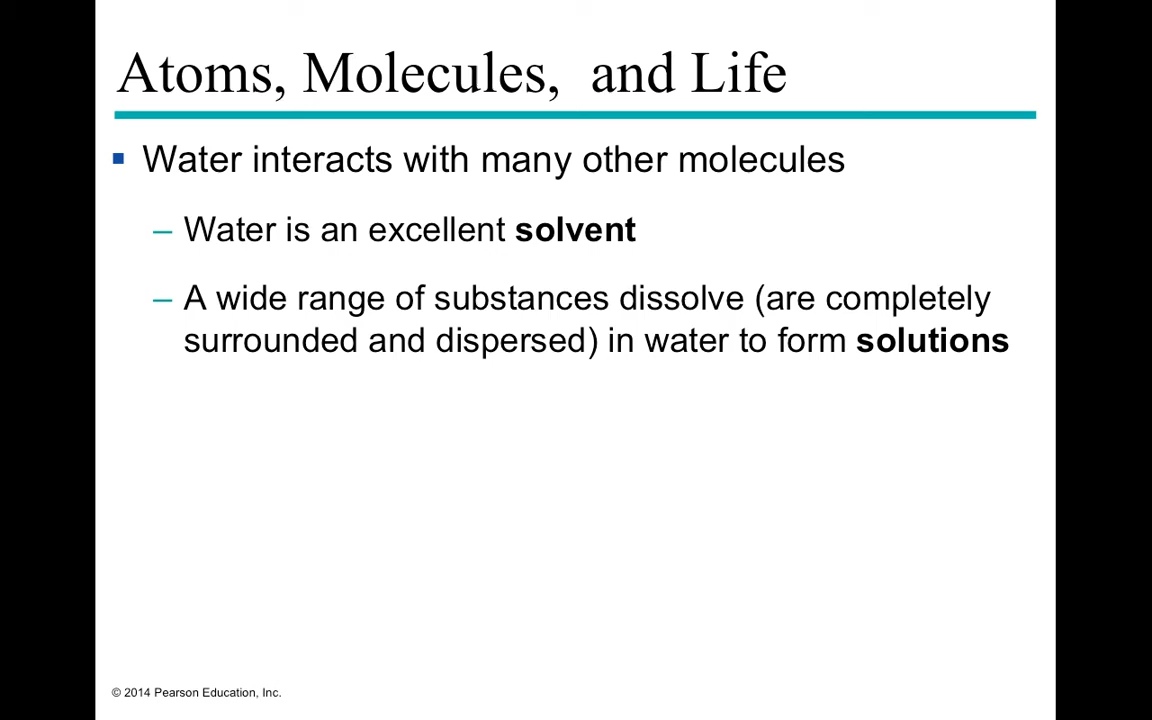 Atoms, Molecules,  and Life
▪ Water interacts with many other molecules
– Water is an excellent solvent
– A wide range of substances dissolve (are completely
surrounded and dispersed) in water to form solutions
© 2014 Pearson Education, Inc.